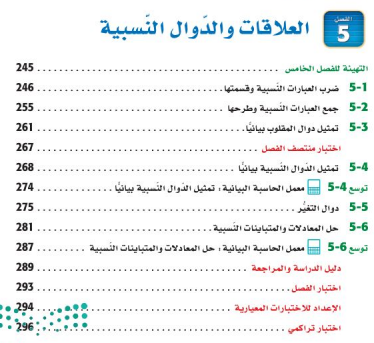 الفصل 5
العلاقات والدّوال النّسبية
التهيئة للفصل الخامس 245
5-1 ضرب العبارات النّسبية وقسمتها 246
5-2 جمع العبارات النّسبية وطرحها 255
5-3 تمثيل دوال المقلوب بيانيًّا 261
اختبار منتصف الفصل 267
5-4 تمثيل الدّوال النّسبية بيانيًّا 268
توسع 5-4 معمل الحاسبة البيانية : تمثيل الدّوال النّسبية بيانيًّا 274
5-5 دوال التغيُّر 275
5-6 حل المعادلات والمتباينات النّسبية 281
توسع 5-6 معمل الحاسبة البيانية : حل المعادلات والمتباينات النّسبية 287
دليل الدراسة والمراجعة 289
اختبار الفصل 293
الإعداد للاختبارات المعيارية 294
اختبار تراكمي 296